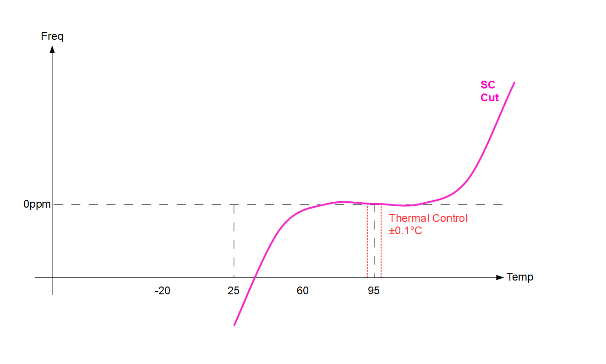 Freq
SC
Cut
0ppm
Thermal Control
±0.1°C
Temp
-20
25
60
95